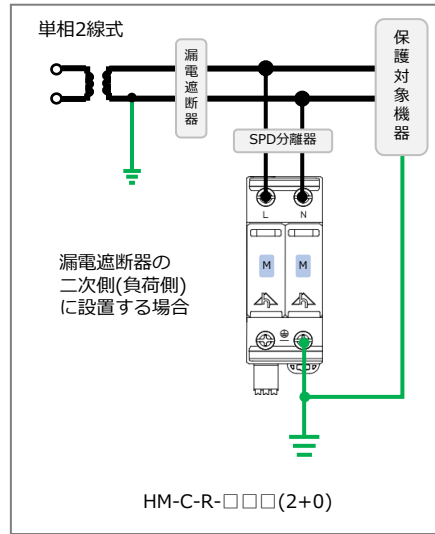 単相2線式
漏電遮断器
保護対象機器
SPD分離器
L N
M M
漏電遮断器の
二次側(負荷側)
に設置する場合
HM-C-R-□□□(2+0)